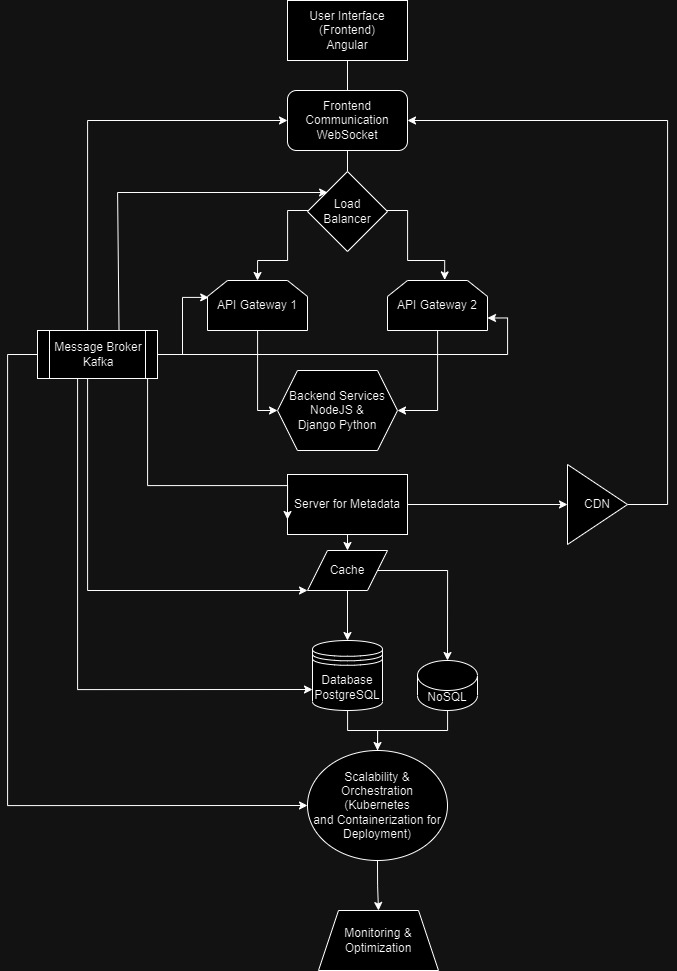 User Interface
(Frontend)
Angular
Frontend
Communication
WebSocket
Load
Balancer
API Gateway 1
API Gateway 2
Message Broker
Kafka
Backend Services
NodeJS &
Django Python
Server for Metadata
CDN
Cache
Database
PostgreSQL
NoSQL
Scalability &
Orchestration
(Kubernetes
and Containerization for
Deployment)
Monitoring &
Optimization